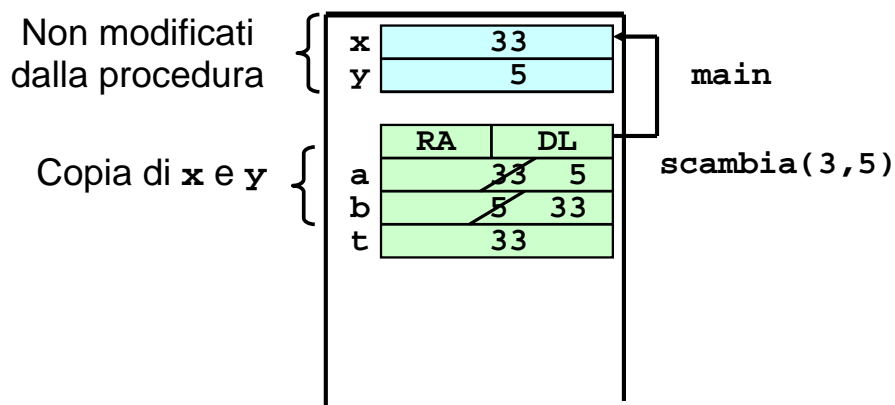 Non modificati
dalla procedura
x 33
y 5
main
RA DL
scambia(3,5)
Copia di x e y
a 33 5
b 5 33
t 33